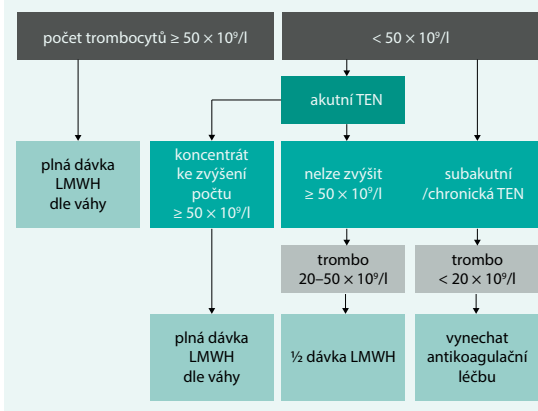 počet trombocytů ≥ 50 × 10⁹/l
< 50 × 10⁹/l
akutní TEN
plná dávka
LMWH
dle váhy
koncentrát
ke zvýšení
počtu
≥ 50 × 10⁹/l
nelze zvýšit
≥ 50 × 10⁹/l
subakutní
/chronická TEN
trombo
20–50 × 10⁹/l
trombo
< 20 × 10⁹/l
plná dávka
LMWH
dle váhy
½ dávka LMWH
vynechat
antikoagulační
léčbu